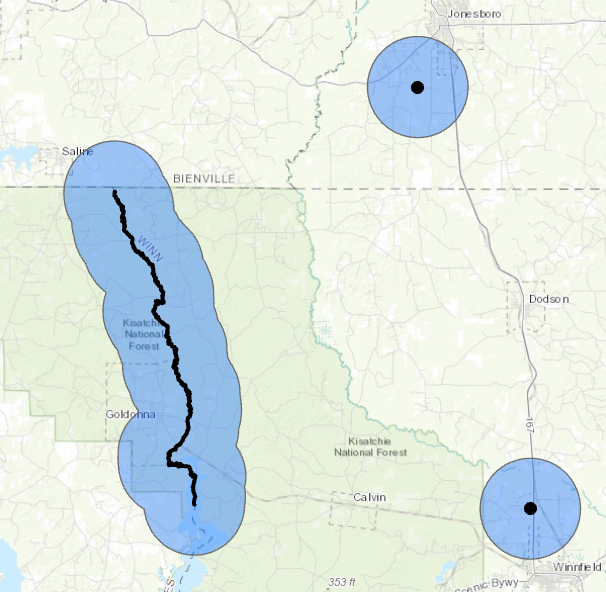 Jonesboro
Saline
BIENVILLE
WINN
Dodson
Kisatchie
National
Forest
Goldonna
167
Kisatchie
National Forest
Calvin
Winnfield
353 ft
Scenic Bywy